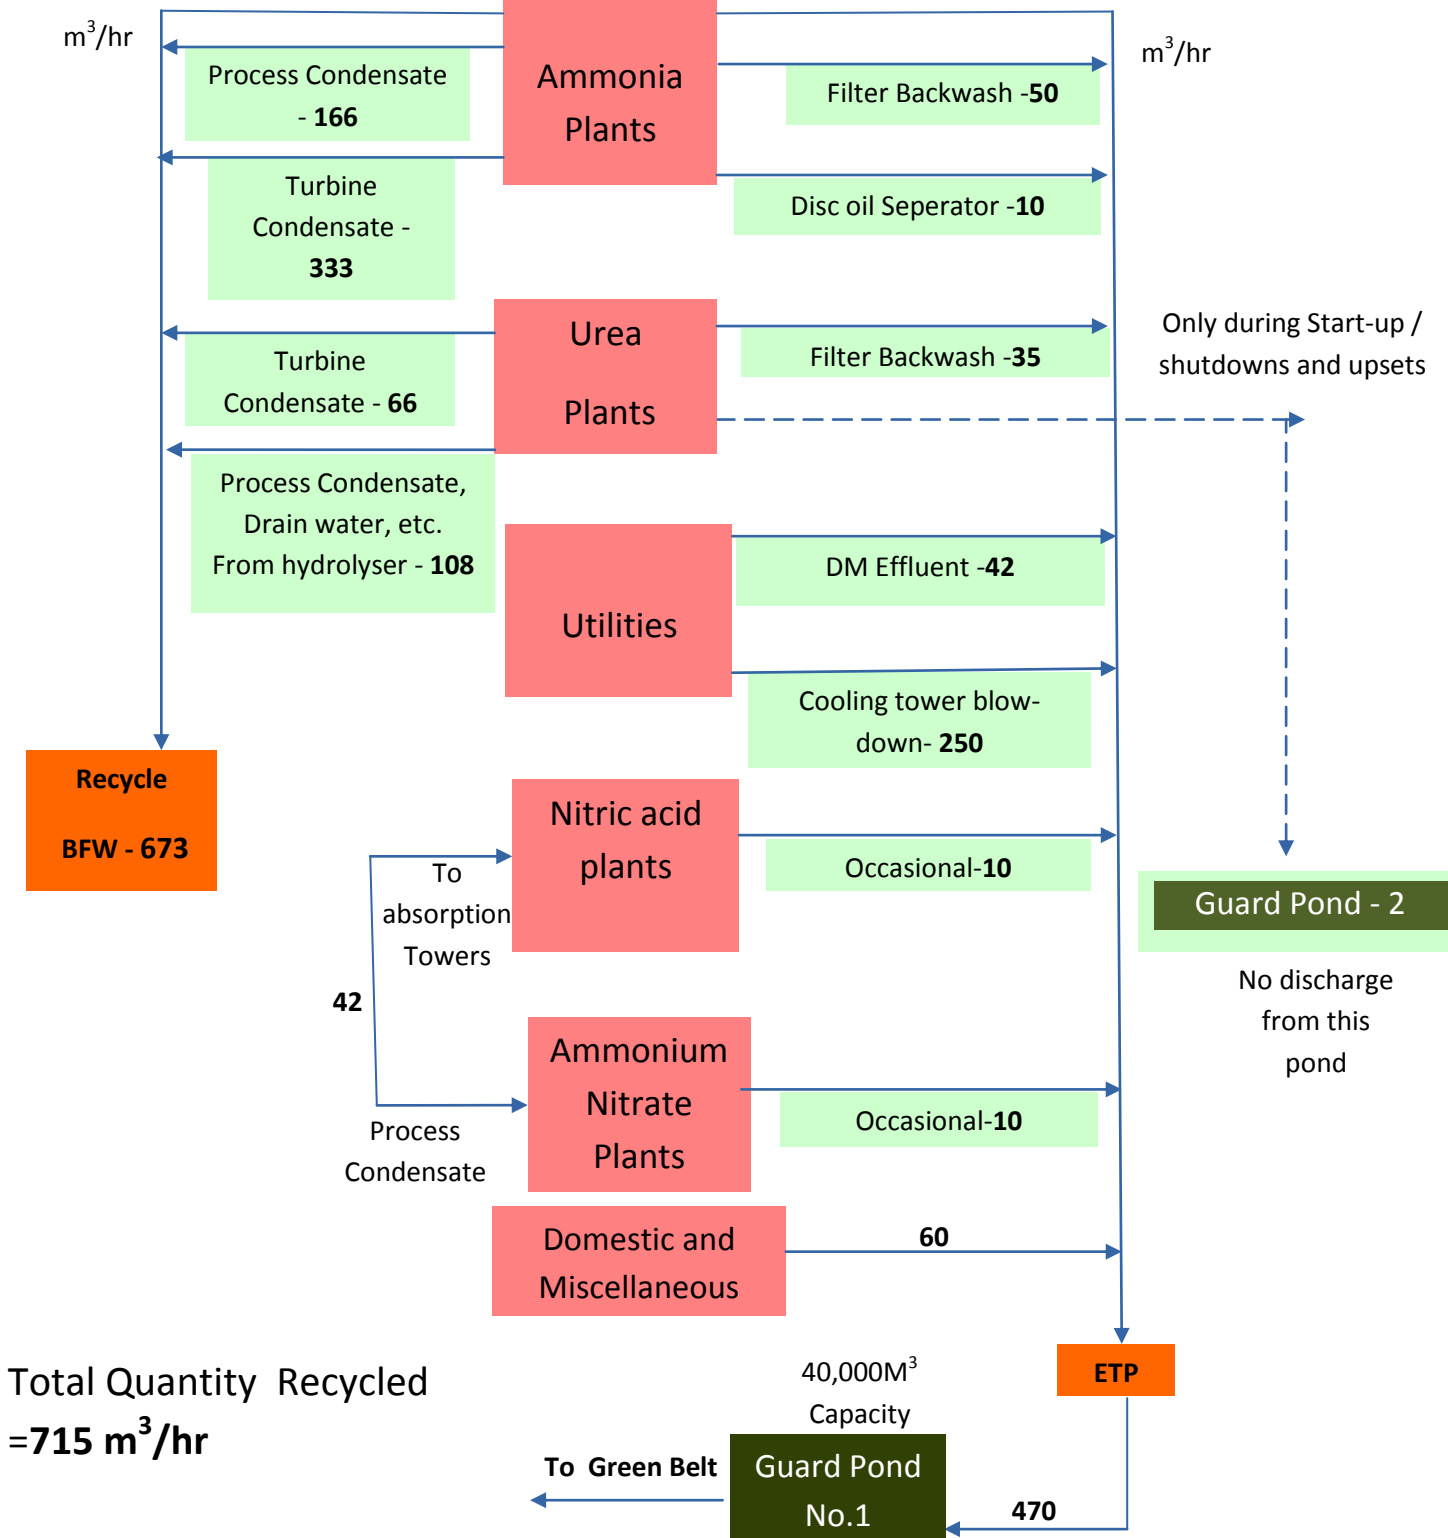 m³/hr
m³/hr
Ammonia
Plants
Process Condensate
- 166
Filter Backwash -50
Turbine
Condensate -
333
Disc oil Seperator -10
Urea
Plants
Turbine
Condensate - 66
Filter Backwash -35
Only during Start-up /
shutdowns and upsets
Process Condensate,
Drain water, etc.
From hydrolyser - 108
Utilities
DM Effluent -42
Cooling tower blow-
down- 250
Recycle
BFW - 673
Nitric acid
plants
Occasional-10
To
absorption
Towers
42
Guard Pond - 2
No discharge
from this
pond
Ammonium
Nitrate
Plants
Process
Condensate
Occasional-10
Domestic and
Miscellaneous
60
ETP
Total Quantity Recycled
=715 m³/hr
40,000M³
Capacity
Guard Pond
No.1
To Green Belt
470